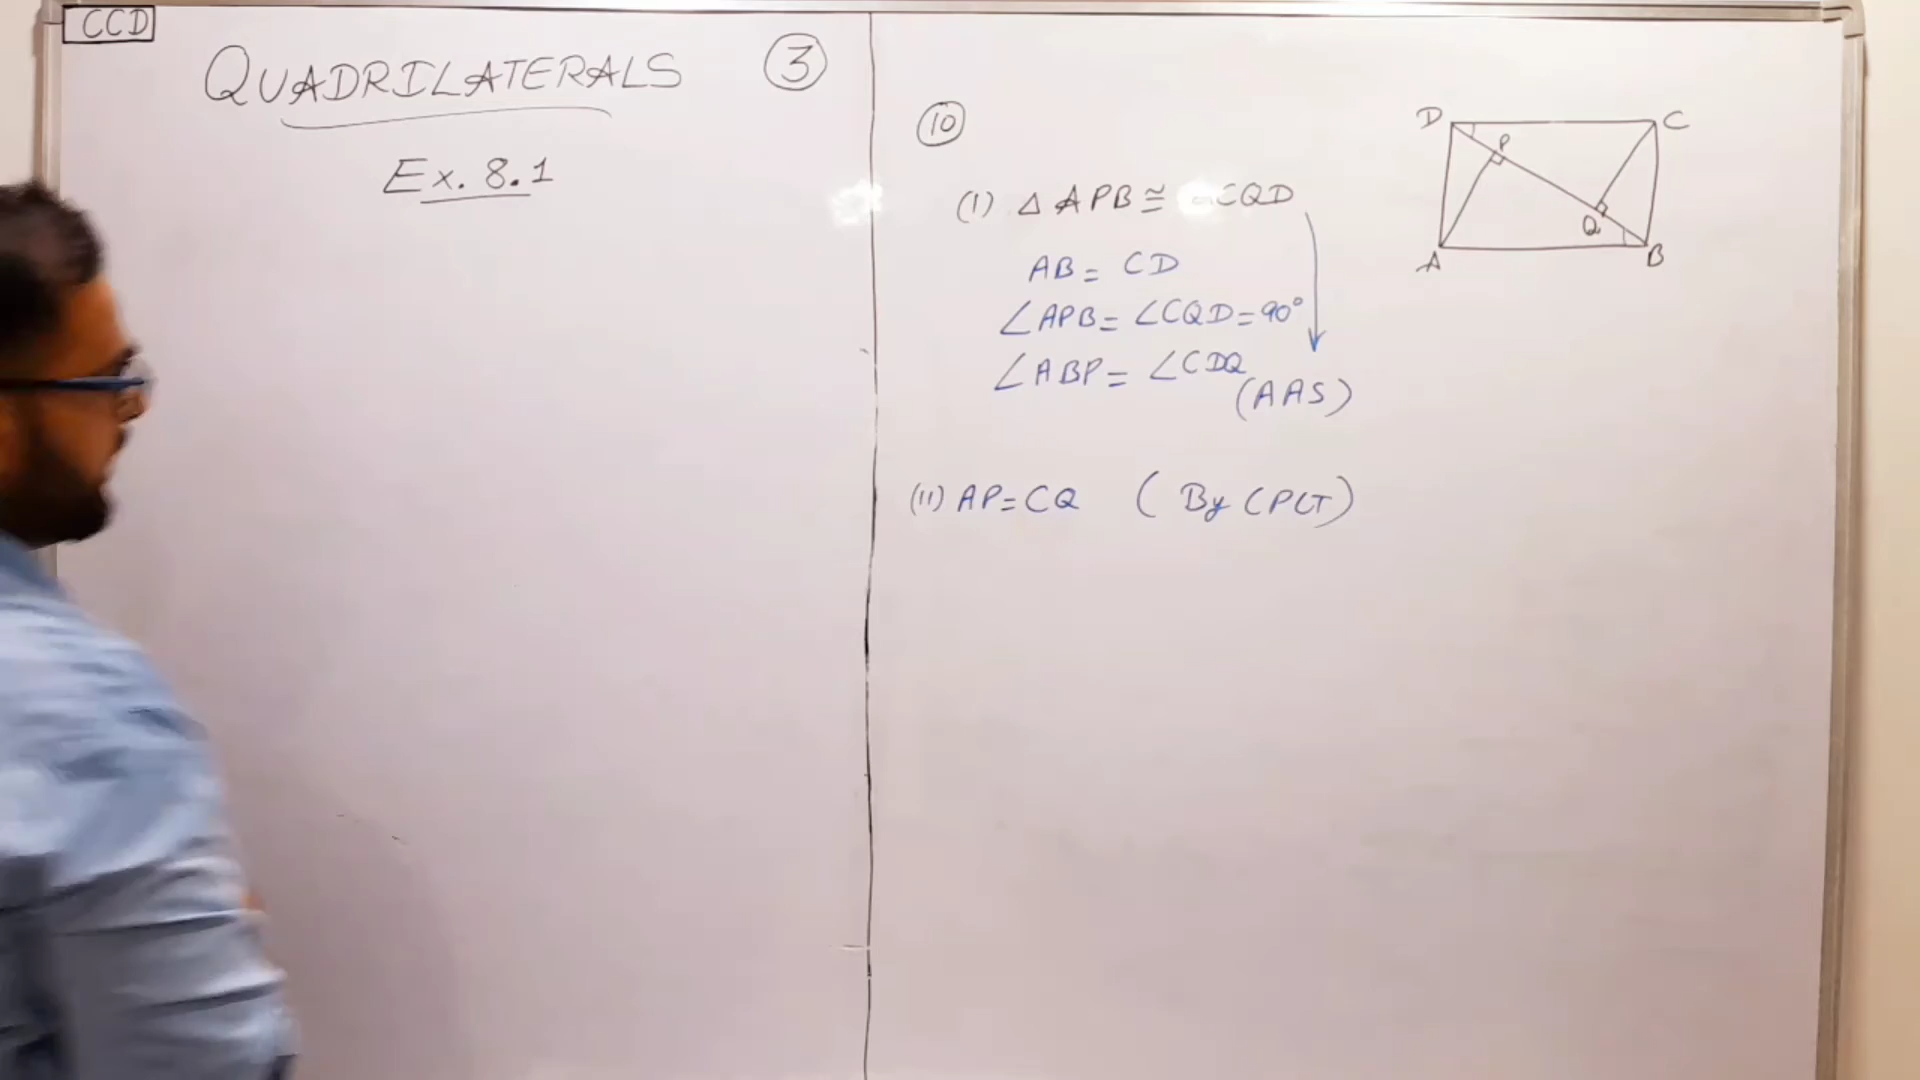 CCD
QUADRILATERALS
3
Ex. 8.1
10
(I) △ APB ≅ CQD
AB = CD
∠APB = ∠CQD = 90°
∠ABP = ∠CDQ
(AAS)
(II) AP = CQ (By CPCT)
D
C
P
Q
A
B